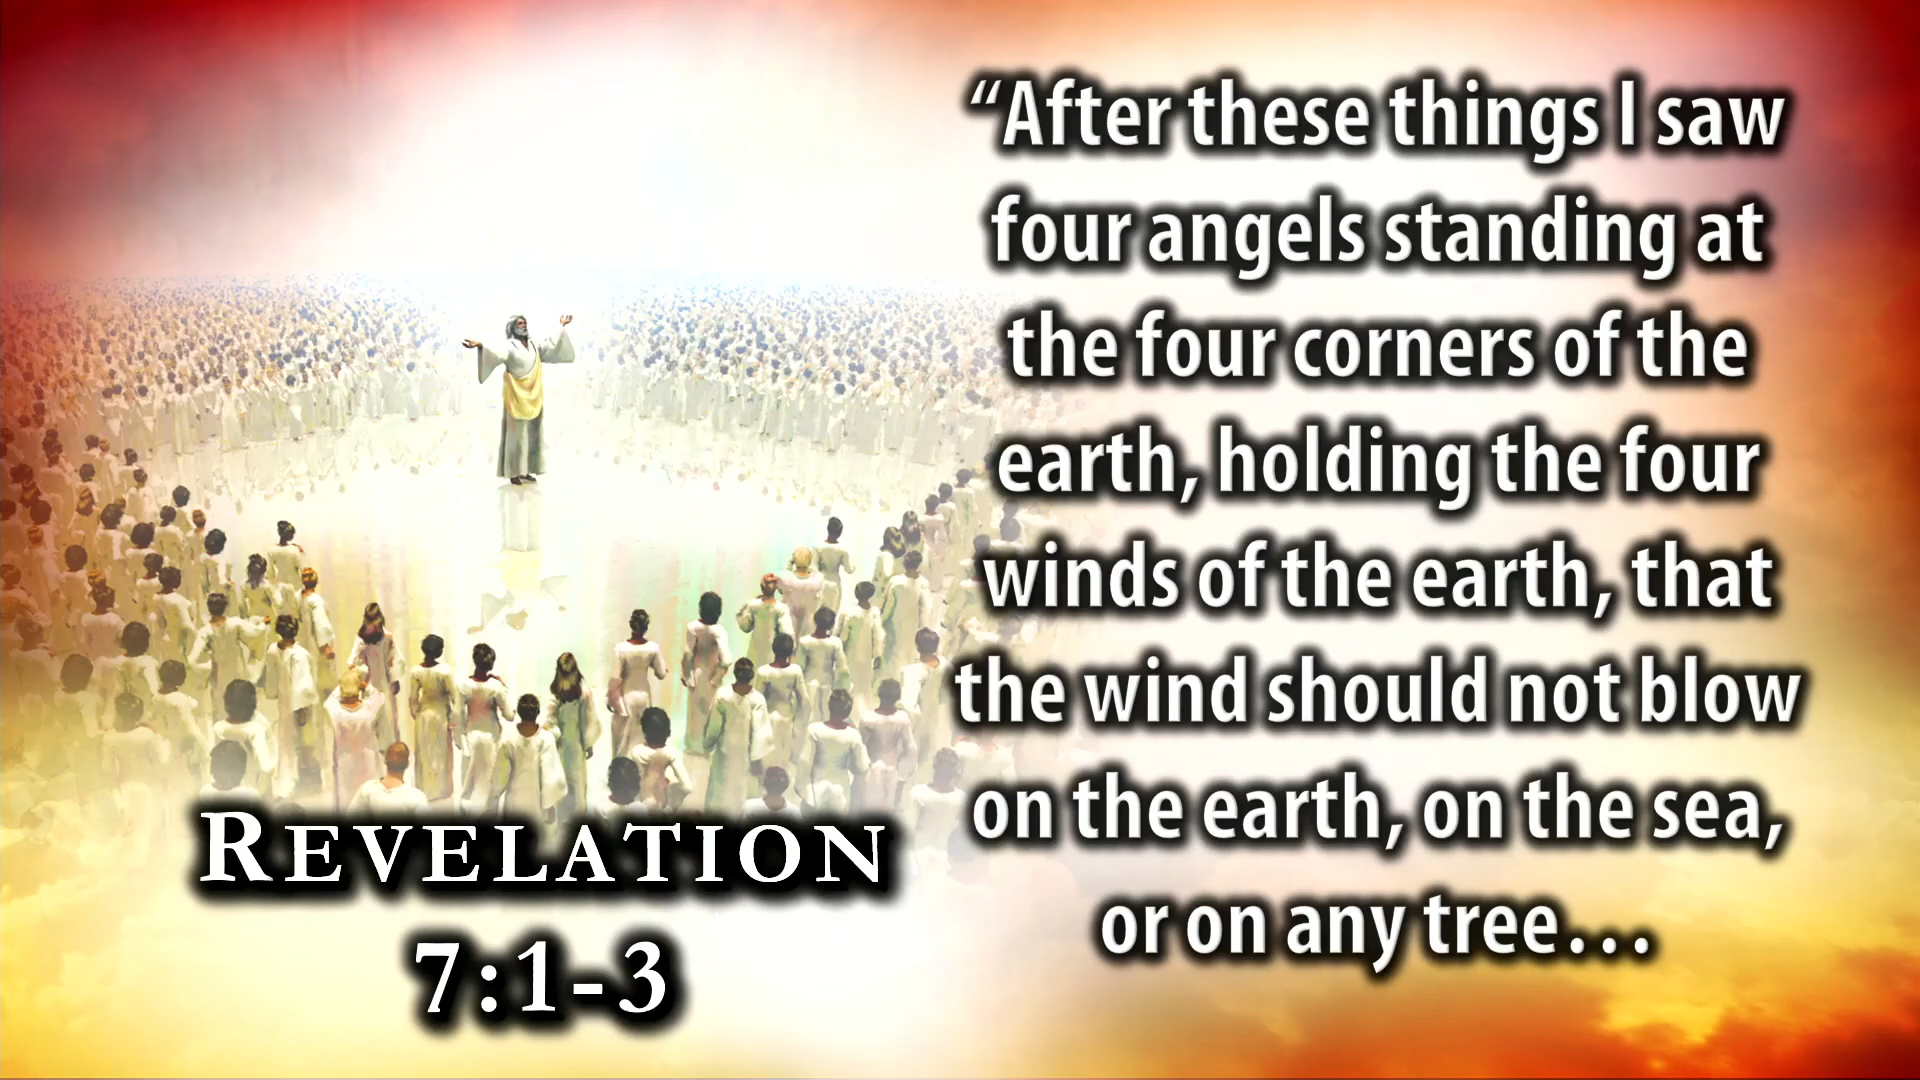 “After these things I saw
four angels standing at
the four corners of the
earth, holding the four
winds of the earth, that
the wind should not blow
on the earth, on the sea,
or on any tree…
REVELATION
7:1-3